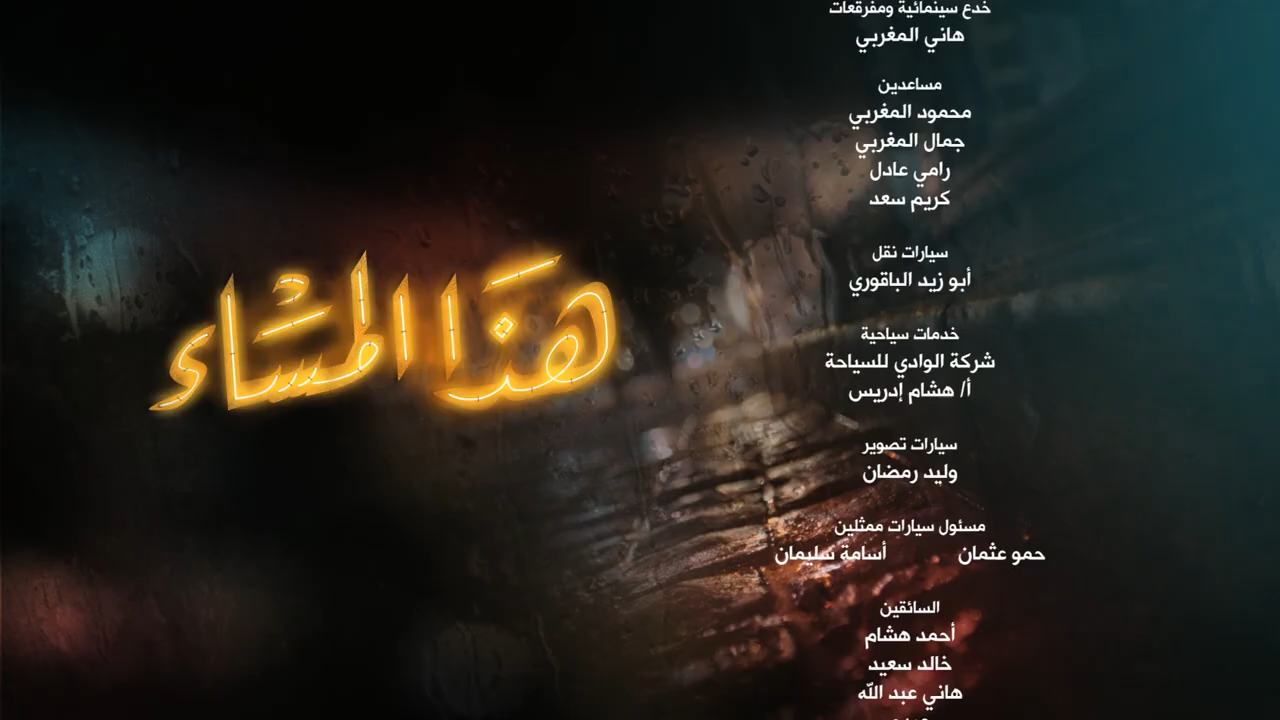 خدع سينمائية ومفرقعات
هاني المغربي
مساعدين
محمود المغربي
جمال المغربي
رامي عادل
كريم سعد
سيارات نقل
أبو زيد الباقوري
خدمات سياحية
شركة الوادي للسياحة
أ/ هشام إدريس
سيارات تصوير
وليد رمضان
مسئول سيارات ممثلين
حمو عثمان أسامة سليمان
السائقين
أحمد هشام
خالد سعيد
هاني عبد الله
هَذَا المسَاء